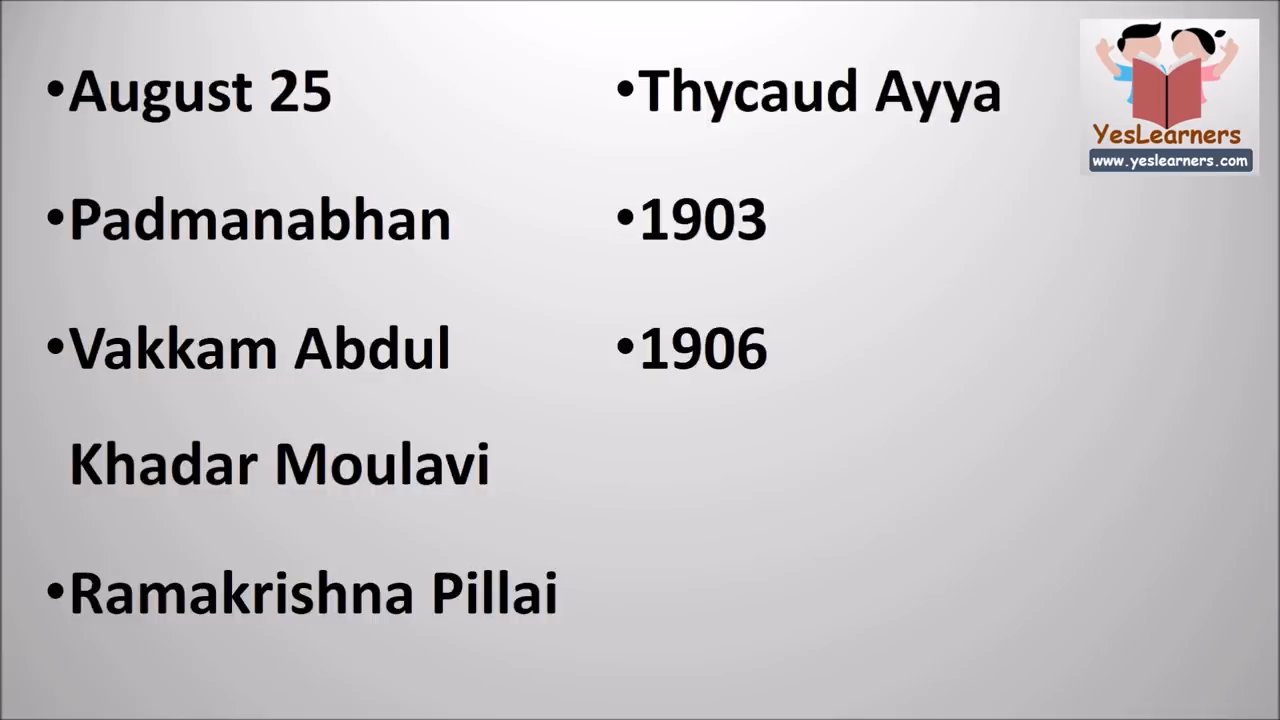 •August 25
•Padmanabhan
•Vakkam Abdul
Khadar Moulavi
•Ramakrishna Pillai
•Thycaud Ayya
•1903
•1906
YesLearners
www.yeslearners.com